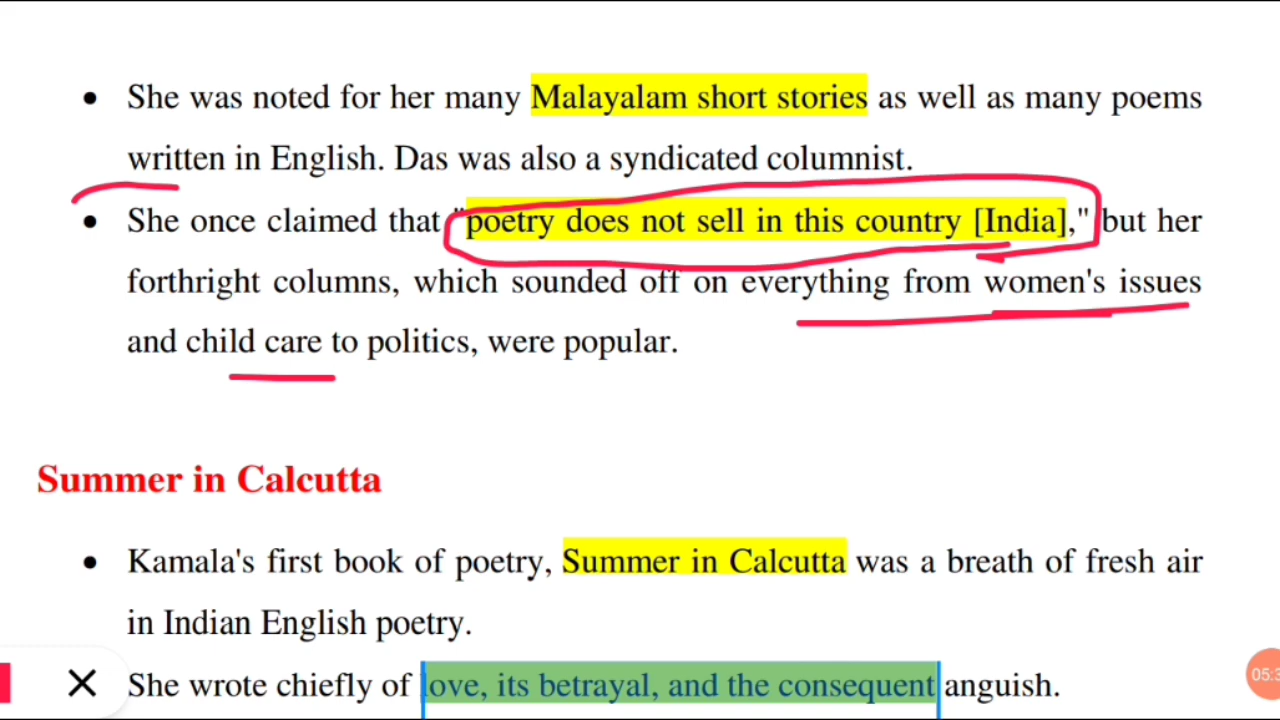 • She was noted for her many Malayalam short stories as well as many poems
written in English. Das was also a syndicated columnist.
• She once claimed that "poetry does not sell in this country [India]," but her
forthright columns, which sounded off on everything from women's issues
and child care to politics, were popular.
Summer in Calcutta
• Kamala's first book of poetry, Summer in Calcutta was a breath of fresh air
in Indian English poetry.
She wrote chiefly of love, its betrayal, and the consequent anguish.